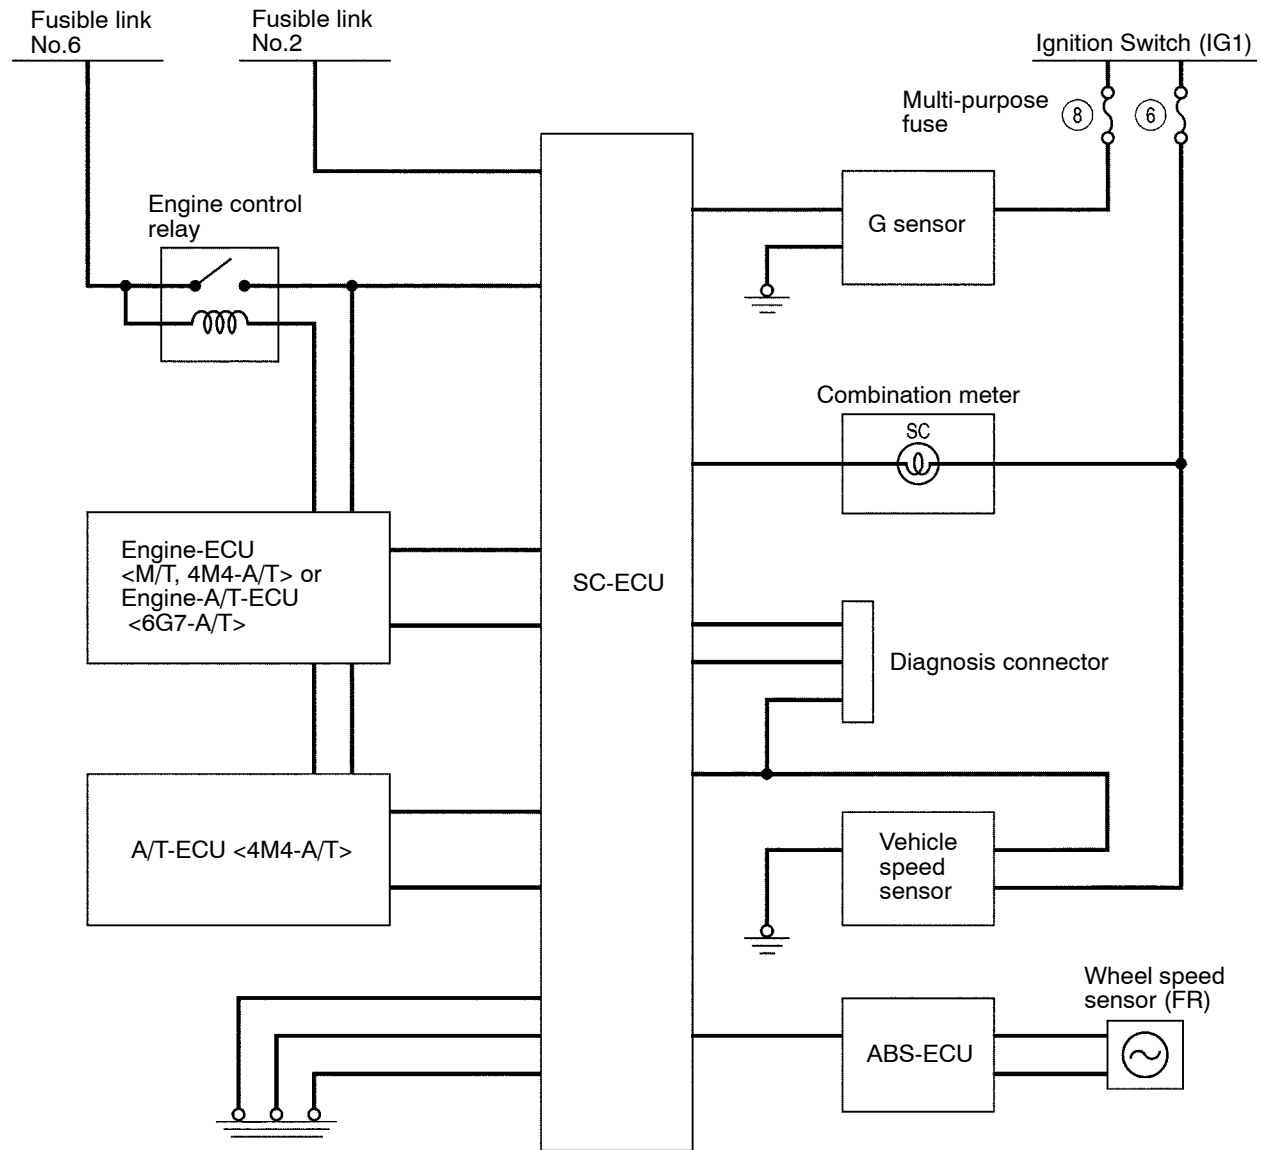 Fusible link
No.6
Fusible link
No.2
Ignition Switch (IG1)
Multi-purpose
fuse
8
6
Engine control
relay
G sensor
Combination meter
SC
Engine-ECU
<M/T, 4M4-A/T> or
Engine-A/T-ECU
<6G7-A/T>
SC-ECU
Diagnosis connector
A/T-ECU <4M4-A/T>
Vehicle
speed
sensor
Wheel speed
sensor (FR)
ABS-ECU